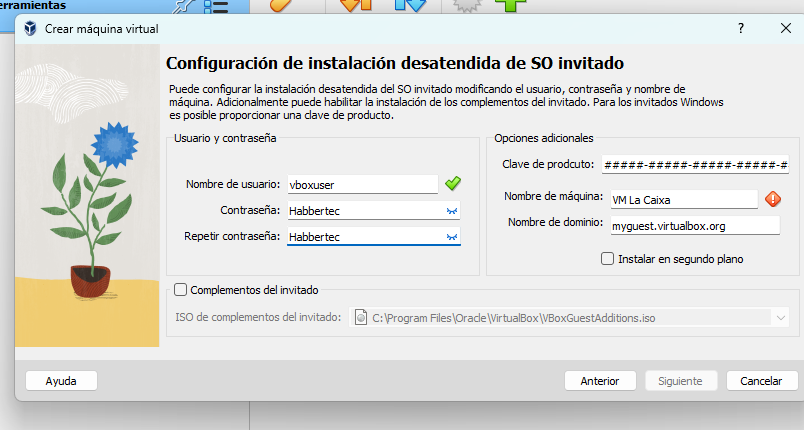 erramientas
Crear máquina virtual
?
Configuración de instalación desatendida de SO invitado
Puede configurar la instalación desatendida del SO invitado modificando el usuario, contraseña y nombre de
máquina. Adicionalmente puede habilitar la instalación de los complementos del invitado. Para los invitados Windows
es posible proporcionar una clave de producto.
Usuario y contraseña
Nombre de usuario: vboxuser
Contraseña: Habbertec
Repetir contraseña: Habbertec
Opciones adicionales
Clave de prodcuto: #####-#####-#####-#####-#
Nombre de máquina: VM La Caixa
Nombre de dominio: myguest.virtualbox.org
Instalar en segundo plano
Complementos del invitado
ISO de complementos del invitado: C:\Program Files\Oracle\VirtualBox\VBoxGuestAdditions.iso
Ayuda
Anterior
Siguiente
Cancelar